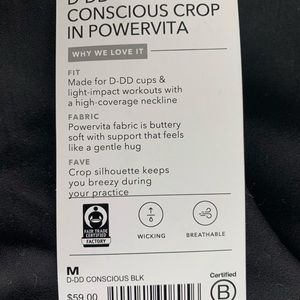 D-DD
CONSCIOUS CROP
IN POWERVITA
WHY WE LOVE IT
FIT
Made for D-DD cups &
light-impact workouts with
a high-coverage neckline
FABRIC
Powervita fabric is buttery
soft with support that feels
like a gentle hug
FAVE
Crop silhouette keeps
you breezy during
your practice
FAIR TRADE
CERTIFIED
FACTORY
WICKING
BREATHABLE
M
D-DD CONSCIOUS BLK
$59.00
Certified
B